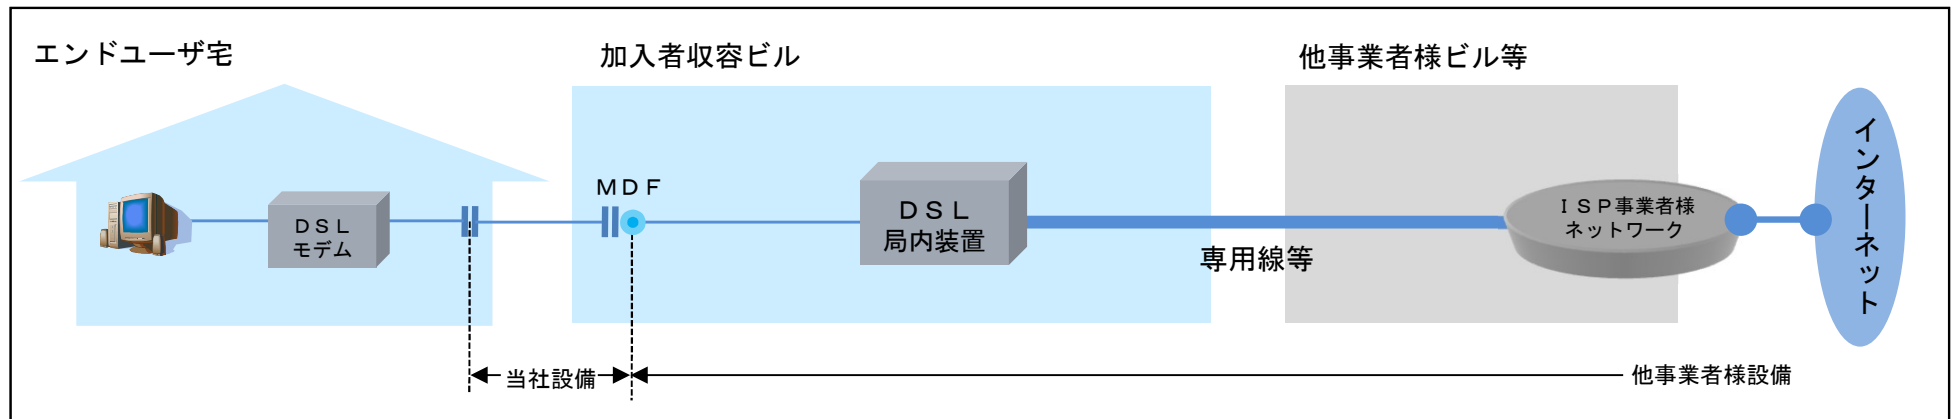 エンドユーザ宅
加入者収容ビル
他事業者様ビル等
MDF
DSL
モデム
DSL
局内装置
専用線等
ISP事業者様
ネットワーク
インターネット
当社設備
他事業者様設備